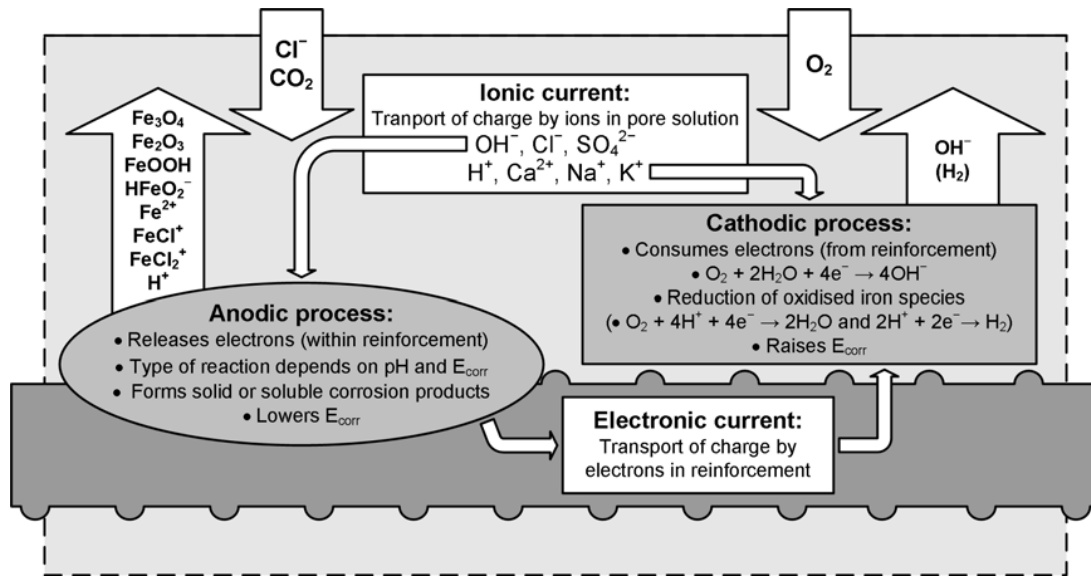 Cl⁻
CO₂
O₂
Fe₃O₄
Fe₂O₃
FeOOH
HFeO₂⁻
Fe²⁺
FeCl⁺
FeCl₂⁺
H⁺
Ionic current:
Tranport of charge by ions in pore solution
OH⁻, Cl⁻, SO₄²⁻
H⁺, Ca²⁺, Na⁺, K⁺
OH⁻
(H₂)
Cathodic process:
• Consumes electrons (from reinforcement)
• O₂ + 2H₂O + 4e⁻ → 4OH⁻
• Reduction of oxidised iron species
(• O₂ + 4H⁺ + 4e⁻ → 2H₂O and 2H⁺ + 2e⁻→ H₂)
• Raises E_corr
Anodic process:
• Releases electrons (within reinforcement)
• Type of reaction depends on pH and E_corr
• Forms solid or soluble corrosion products
• Lowers E_corr
Electronic current:
Transport of charge by
electrons in reinforcement